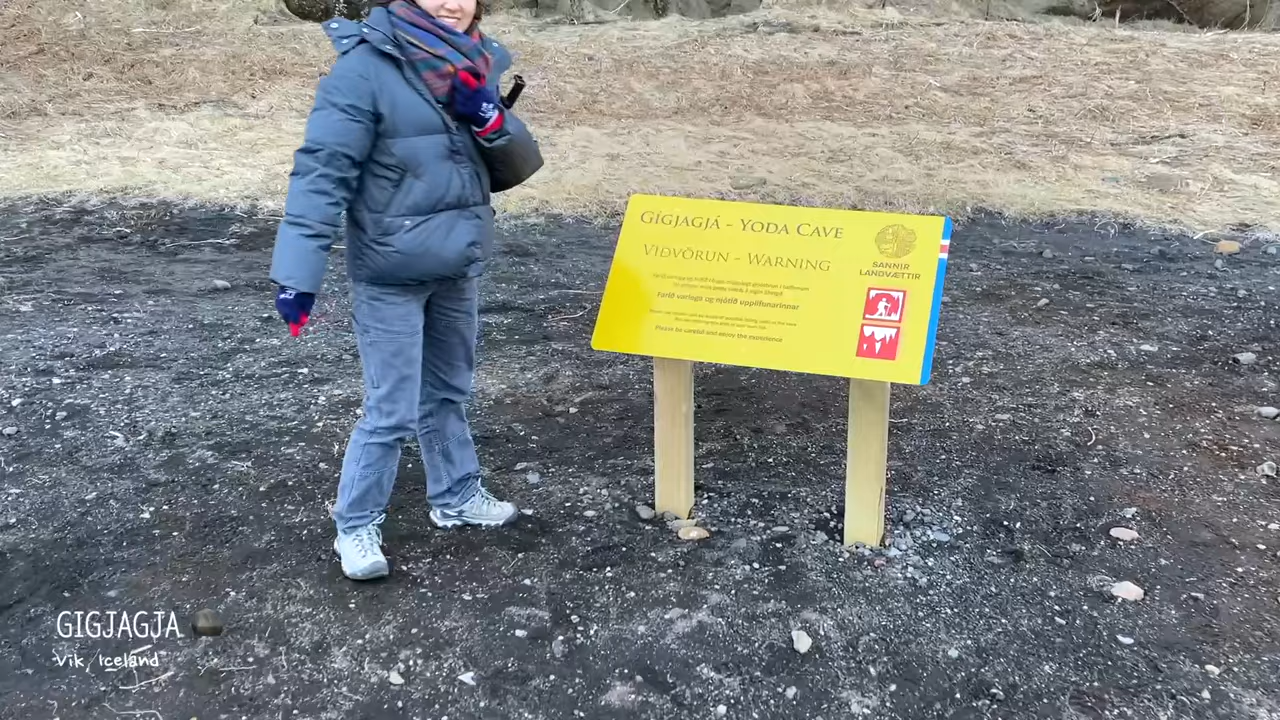 GÍGJAGJÁ - YODA CAVE
VIÐVÖRUN - WARNING
SANNIR
LANDVÆTTIR
Farið varlega og njótið upplifunarinnar
Please be careful and enjoy the experience
GIGJAGJA
Vik, Iceland